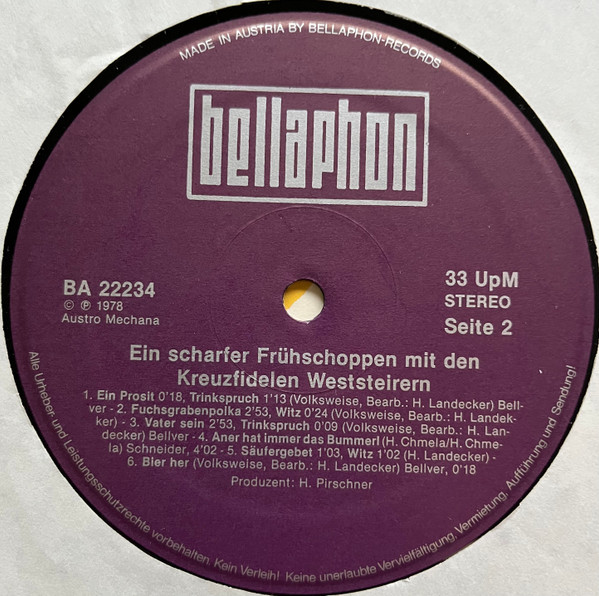 MADE IN AUSTRIA BY BELLAPHON-RECORDS
bellaphon
BA 22234
© ℗ 1978
Austro Mechana
33 UpM
STEREO
Seite 2
Ein scharfer Frühschoppen mit den
Kreuzfidelen Weststeirern
1. Ein Prosit 0'18, Trinkspruch 1'13 (Volksweise, Bearb.: H. Landecker) Bell-
ver - 2. Fuchsgrabenpolka 2'53, Witz 0'24 (Volksweise, Bearb.: H. Landek-
ker) - 3. Vater sein 2'53, Trinkspruch 0'09 (Volksweise, Bearb.: H. Lan-
decker) Bellver - 4. Aner hat immer das Bummerl (H. Chmela/H. Chme-
la) Schneider, 4'02 - 5. Säufergebet 1'03, Witz 1'02 (H. Landecker) -
6. Bier her (Volksweise, Bearb.: H. Landecker) Bellver, 0'18
Produzent: H. Pirschner
Alle Urheber und Leistungsschutzrechte vorbehalten. Kein Verleih! Keine unerlaubte Vervielfältigung, Vermietung, Aufführung und Sendung!